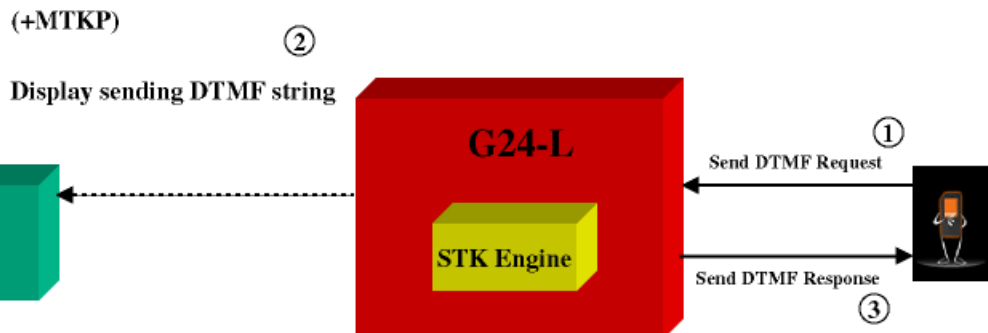 (+MTKP)
②
Display sending DTMF string
G24-L
①
Send DTMF Request
STK Engine
Send DTMF Response
③